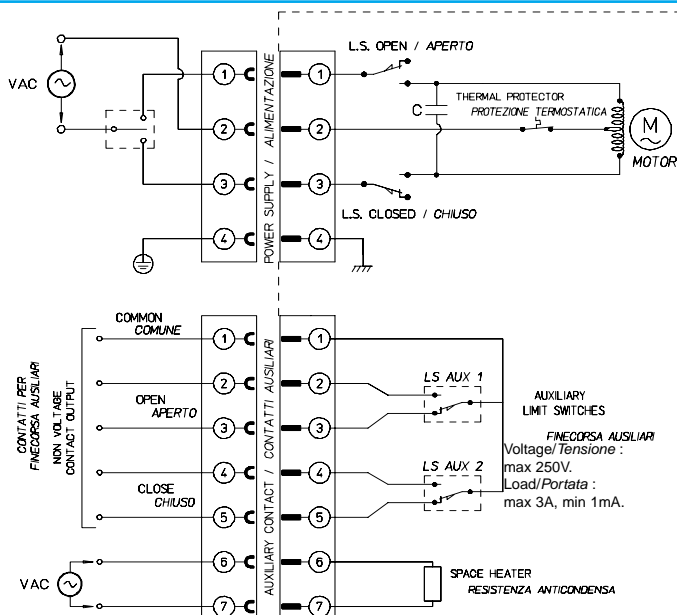 L.S. OPEN / APERTO
VAC
1
1
C
THERMAL PROTECTOR
PROTEZIONE TERMOSTATICA
2
2
M
MOTOR
3
3
L.S. CLOSED / CHIUSO
4
4
POWER SUPPLY / ALIMENTAZIONE
COMMON
COMUNE
1
1
2
2
LS AUX 1
OPEN
APERTO
3
3
AUXILIARY
LIMIT SWITCHES
FINECORSA AUSILIARI
Voltage/Tensione :
max 250V.
Load/Portata :
max 3A, min 1mA.
CONTATTI PER
FINECORSA AUSILIARI
NON VOLTAGE
CONTACT OUTPUT
4
4
LS AUX 2
CLOSE
CHIUSO
5
5
AUXILIARY CONTACT / CONTATTI AUSILIARI
VAC
6
6
SPACE HEATER
RESISTENZA ANTICONDENSA
7
7